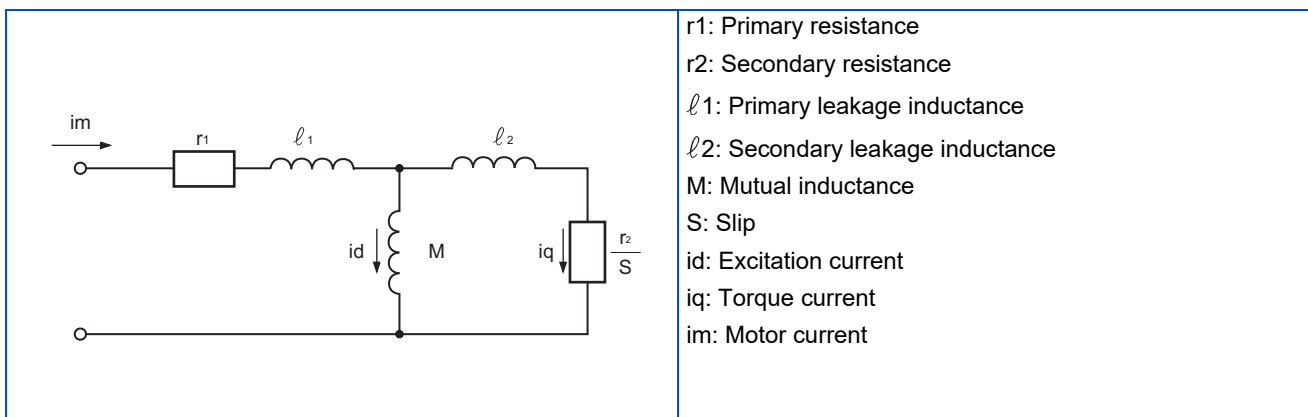 im
r1
ℓ1
ℓ2
id
M
iq
r2
S
r1: Primary resistance
r2: Secondary resistance
ℓ1: Primary leakage inductance
ℓ2: Secondary leakage inductance
M: Mutual inductance
S: Slip
id: Excitation current
iq: Torque current
im: Motor current